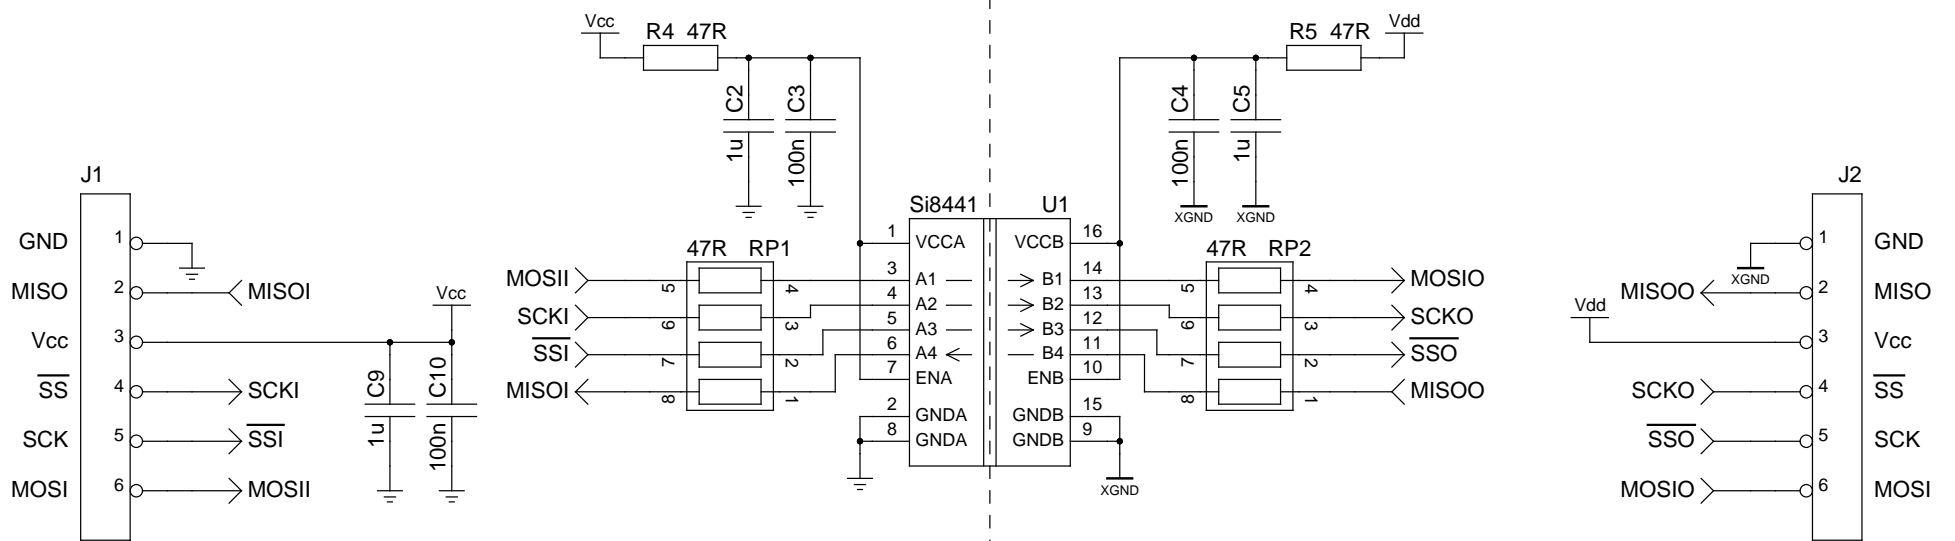 Vcc
R4 47R
R5 47R
Vdd
C2
1u
C3
100n
C4
100n
C5
1u
XGND
XGND
J1
GND 1
MISO 2 MISOI
Vcc 3
Vcc
SS 4 SCKI
SCK 5 SSI
MOSI 6 MOSII
C9
1u
C10
100n
47R RP1
MOSII 5 4
SCKI 6 3
SSI 7 2
MISOI 8 1
Si8441 U1
1 VCCA VCCB 16
3 A1 B1 14
4 A2 B2 13
5 A3 B3 12
6 A4 B4 11
7 ENA ENB 10
2 GNDA GNDB 15
8 GNDA GNDB 9
XGND
47R RP2
5 4 MOSIO
6 3 SCKO
7 2 SSO
8 1 MISOO
J2
1 GND
XGND
MISOO 2 MISO
Vdd
3 Vcc
SCKO 4 SS
SSO 5 SCK
MOSIO 6 MOSI